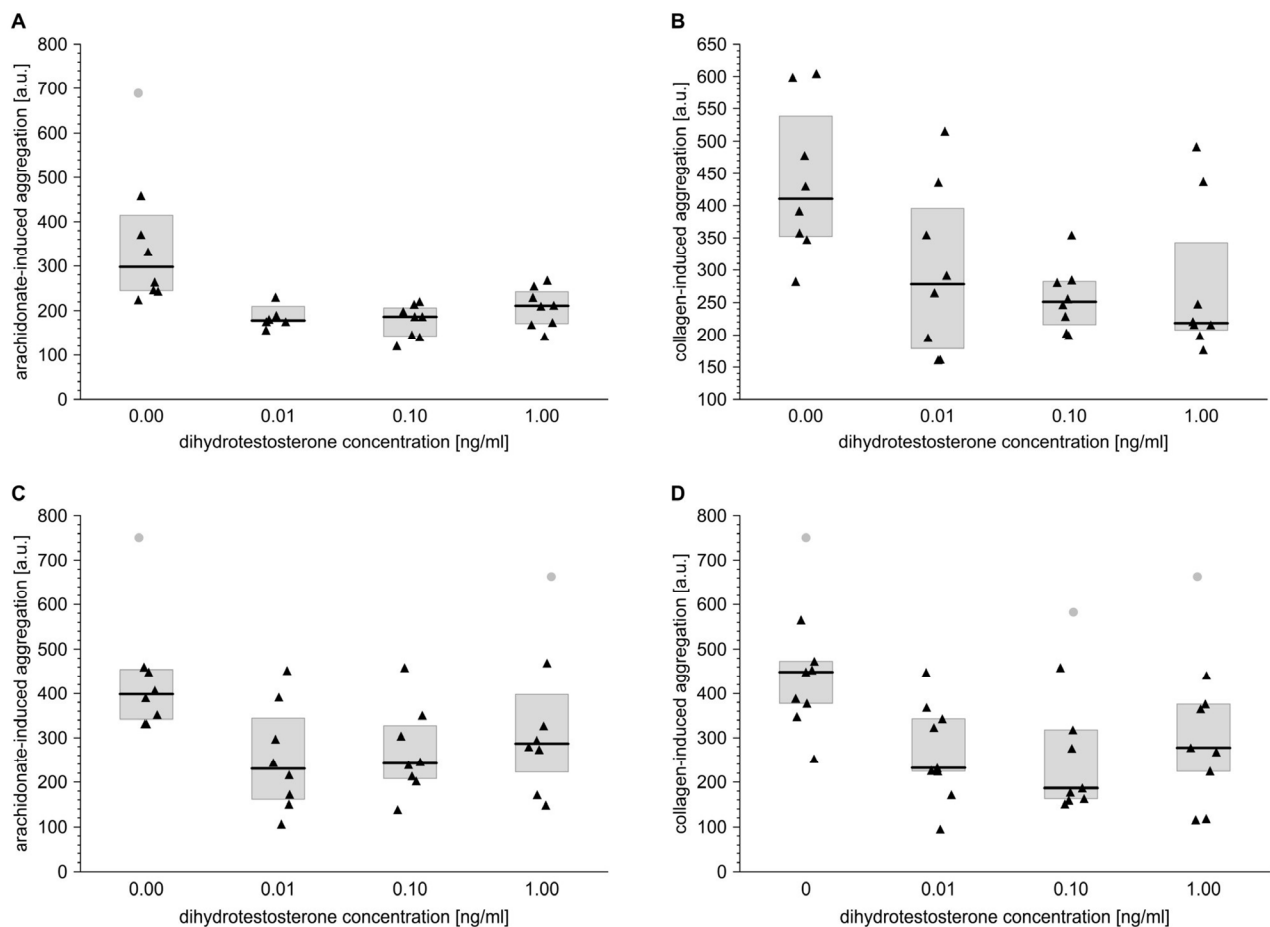 A
arachidonate-induced aggregation [a.u.]
800
700
600
500
400
300
200
100
0
0.00 0.01 0.10 1.00
dihydrotestosterone concentration [ng/ml]
B
collagen-induced aggregation [a.u.]
650
600
550
500
450
400
350
300
250
200
150
100
0.00 0.01 0.10 1.00
dihydrotestosterone concentration [ng/ml]
C
arachidonate-induced aggregation [a.u.]
800
700
600
500
400
300
200
100
0
0.00 0.01 0.10 1.00
dihydrotestosterone concentration [ng/ml]
D
collagen-induced aggregation [a.u.]
800
700
600
500
400
300
200
100
0
0 0.01 0.10 1.00
dihydrotestosterone concentration [ng/ml]